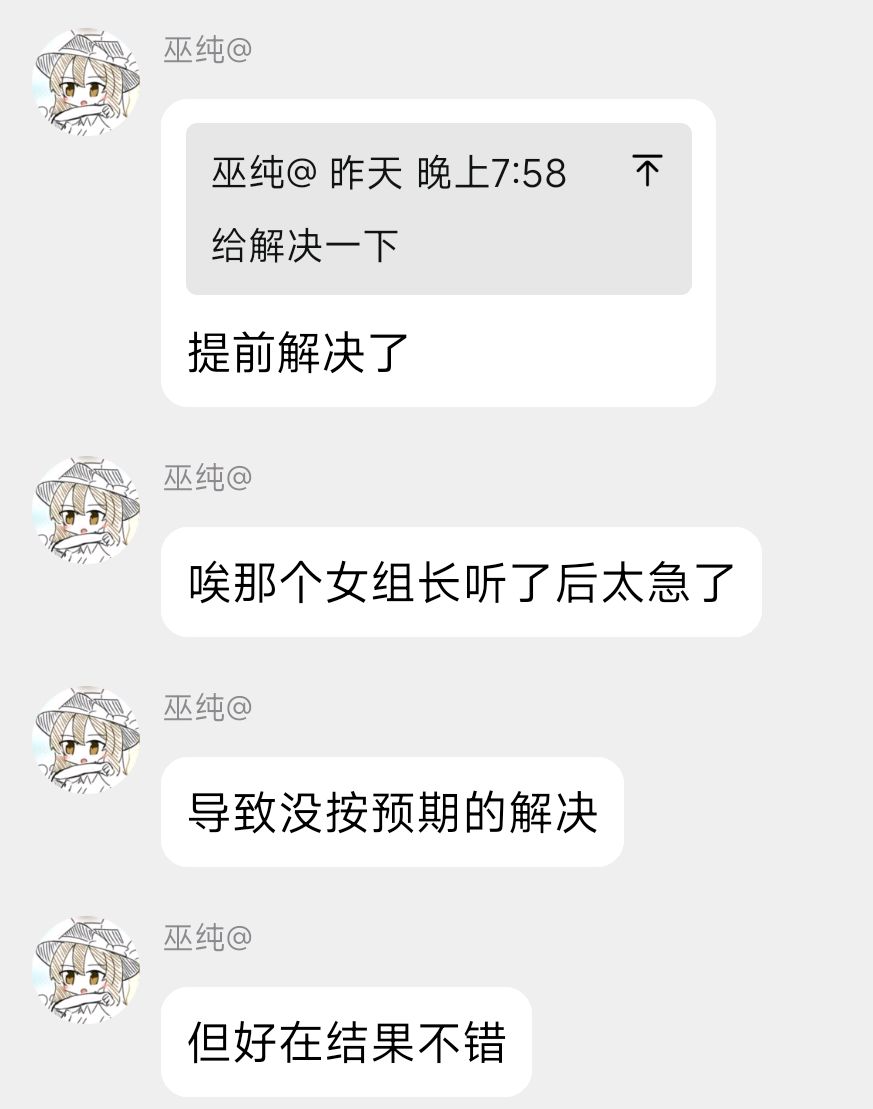 巫纯@
巫纯@ 昨天 晚上7:58
给解决一下
提前解决了
巫纯@
唉那个女组长听了后太急了
巫纯@
导致没按预期的解决
巫纯@
但好在结果不错